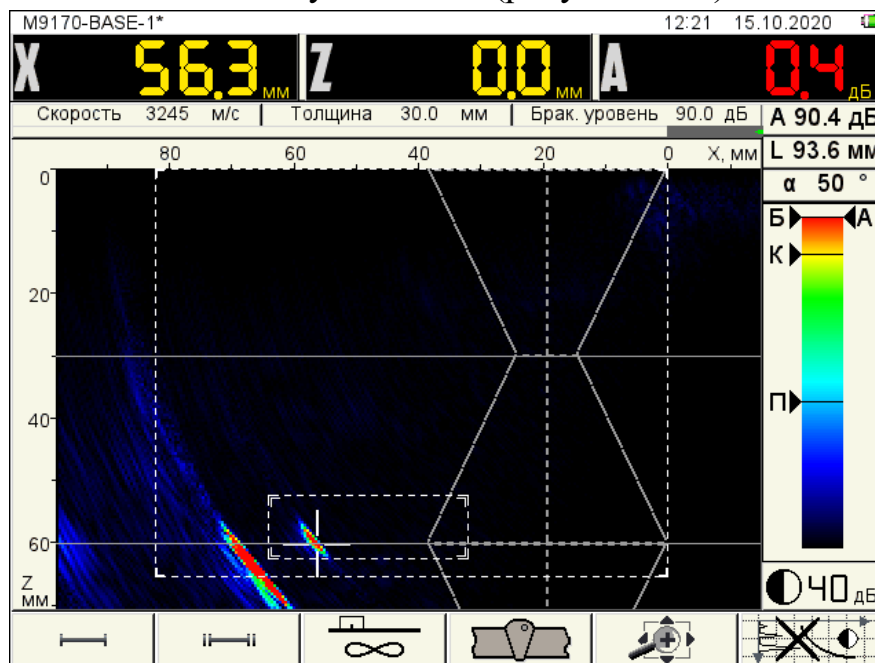 M9170-BASE-1* 12:21 15.10.2020
X 56.3 мм Z 0.0 мм A 0.4 дБ
Скорость 3245 м/с Толщина 30.0 мм Брак. уровень 90.0 дБ A 90.4 дБ
80 60 40 20 0 X, мм L 93.6 мм
0 α 50 °
Б А
К
20
П
40
60
Z
мм
40 дБ